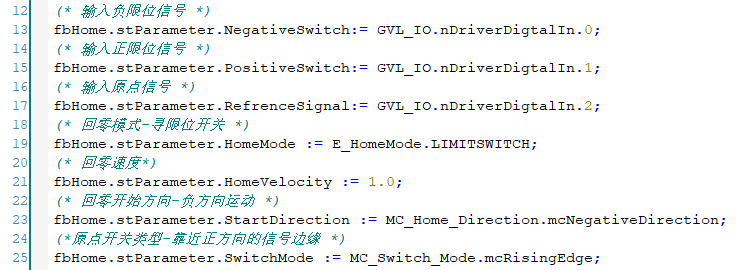 12 (* 输入负限位信号 *)
13 fbHome.stParameter.NegativeSwitch:= GVL_IO.nDriverDigtalIn.0;
14 (* 输入正限位信号 *)
15 fbHome.stParameter.PositiveSwitch:= GVL_IO.nDriverDigtalIn.1;
16 (* 输入原点信号 *)
17 fbHome.stParameter.RefrenceSignal:= GVL_IO.nDriverDigtalIn.2;
18 (* 回零模式-寻限位开关 *)
19 fbHome.stParameter.HomeMode := E_HomeMode.LIMITSWITCH;
20 (* 回零速度*)
21 fbHome.stParameter.HomeVelocity := 1.0;
22 (* 回零开始方向-负方向运动 *)
23 fbHome.stParameter.StartDirection := MC_Home_Direction.mcNegativeDirection;
24 (*原点开关类型-靠近正方向的信号边缘 *)
25 fbHome.stParameter.SwitchMode := MC_Switch_Mode.mcRisingEdge;